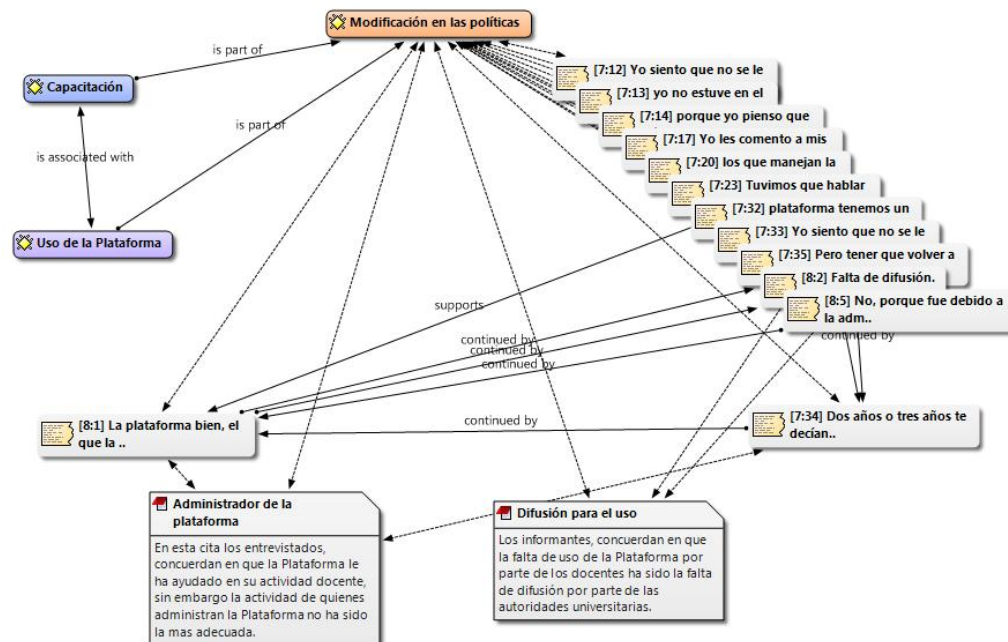 Modificación en las políticas
is part of
Capacitación
is part of
is associated with
Uso de la Plataforma
[7:12] Yo siento que no se le
[7:13] yo no estuve en el
[7:14] porque yo pienso que
[7:17] Yo les comento a mis
[7:20] los que manejan la
[7:23] Tuvimos que hablar
[7:32] plataforma tenemos un
[7:33] Yo siento que no se le
[7:35] Pero tener que volver a
[8:2] Falta de difusión.
[8:5] No, porque fue debido a
la adm..
supports
continued by
continued by
continued by
continued by
[8:1] La plataforma bien, el
que la ..
continued by
[7:34] Dos años o tres años te
decían..
Administrador de la
plataforma
En esta cita los entrevistados,
concuerdan en que la Plataforma le
ha ayudado en su actividad docente,
sin embargo la actividad de quienes
administran la Plataforma no ha sido
la mas adecuada.
Difusión para el uso
Los informantes, concuerdan en que
la falta de uso de la Plataforma por
parte de los docentes ha sido la falta
de difusión por parte de las
autoridades universitarias.